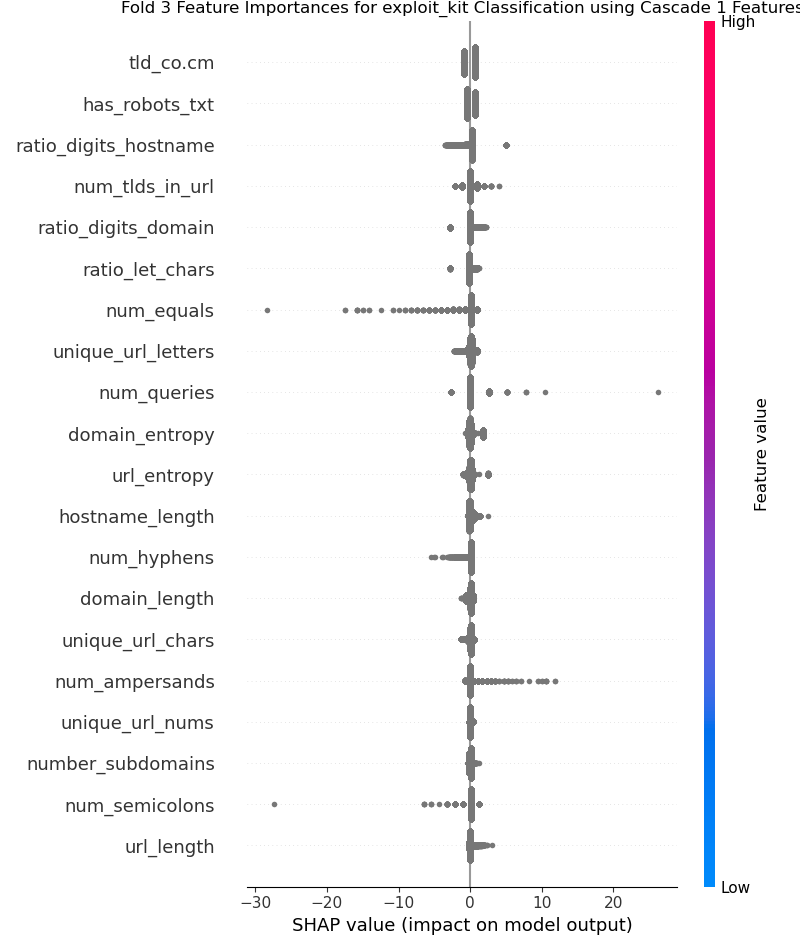 Fold 3 Feature Importances for exploit_kit Classification using Cascade 1 Features
High
tld_co.cm
has_robots_txt
ratio_digits_hostname
num_tlds_in_url
ratio_digits_domain
ratio_let_chars
num_equals
unique_url_letters
num_queries
domain_entropy
url_entropy
hostname_length
num_hyphens
domain_length
unique_url_chars
num_ampersands
unique_url_nums
number_subdomains
num_semicolons
url_length
Feature value
Low
−30 −20 −10 0 10 20
SHAP value (impact on model output)